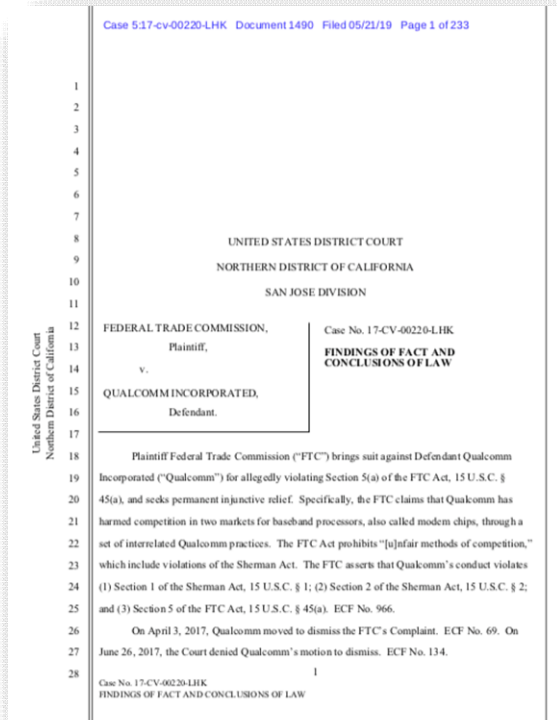 Case 5:17-cv-00220-LHK Document 1490 Filed 05/21/19 Page 1 of 233
1
2
3
4
5
6
7
8 UNITED STATES DISTRICT COURT
9 NORTHERN DISTRICT OF CALIFORNIA
10 SAN JOSE DIVISION
11
United States District Court
Northern District of California
12 FEDERAL TRADE COMMISSION, Case No. 17-CV-00220-LHK
13 Plaintiff, FINDINGS OF FACT AND
CONCLUSIONS OF LAW
14 v.
15 QUALCOMM INCORPORATED,
16 Defendant.
17
18 Plaintiff Federal Trade Commission (“FTC”) brings suit against Defendant Qualcomm
19 Incorporated (“Qualcomm”) for allegedly violating Section 5(a) of the FTC Act, 15 U.S.C. §
20 45(a), and seeks permanent injunctive relief. Specifically, the FTC claims that Qualcomm has
21 harmed competition in two markets for baseband processors, also called modem chips, through a
22 set of interrelated Qualcomm practices. The FTC Act prohibits “[u]nfair methods of competition,”
23 which include violations of the Sherman Act. The FTC asserts that Qualcomm’s conduct violates
24 (1) Section 1 of the Sherman Act, 15 U.S.C. § 1; (2) Section 2 of the Sherman Act, 15 U.S.C. § 2;
25 and (3) Section 5 of the FTC Act, 15 U.S.C. § 45(a). ECF No. 966.
26 On April 3, 2017, Qualcomm moved to dismiss the FTC’s Complaint. ECF No. 69. On
27 June 26, 2017, the Court denied Qualcomm’s motion to dismiss. ECF No. 134.
28 1
Case No. 17-CV-00220-LHK
FINDINGS OF FACT AND CONCLUSIONS OF LAW